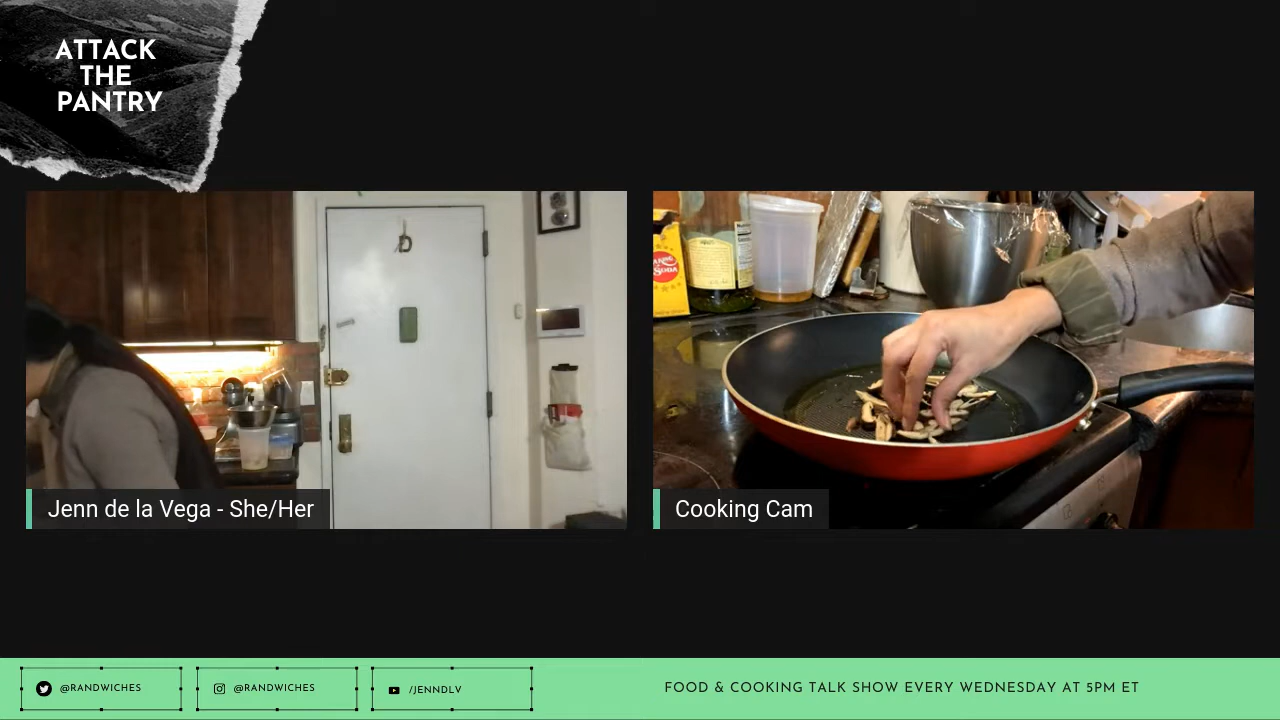 ATTACK
THE
PANTRY
D
SODA
Jenn de la Vega - She/Her
Cooking Cam
@RANDWICHES
@RANDWICHES
/JENNDLV
FOOD & COOKING TALK SHOW EVERY WEDNESDAY AT 5PM ET